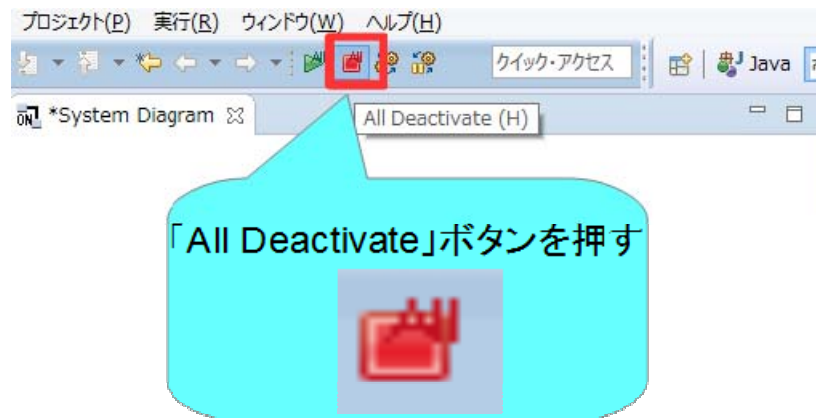 プロジェクト(P) 実行(R) ウィンドウ(W) ヘルプ(H)
クイック・アクセス Java
ON *System Diagram
All Deactivate (H)
「All Deactivate」ボタンを押す